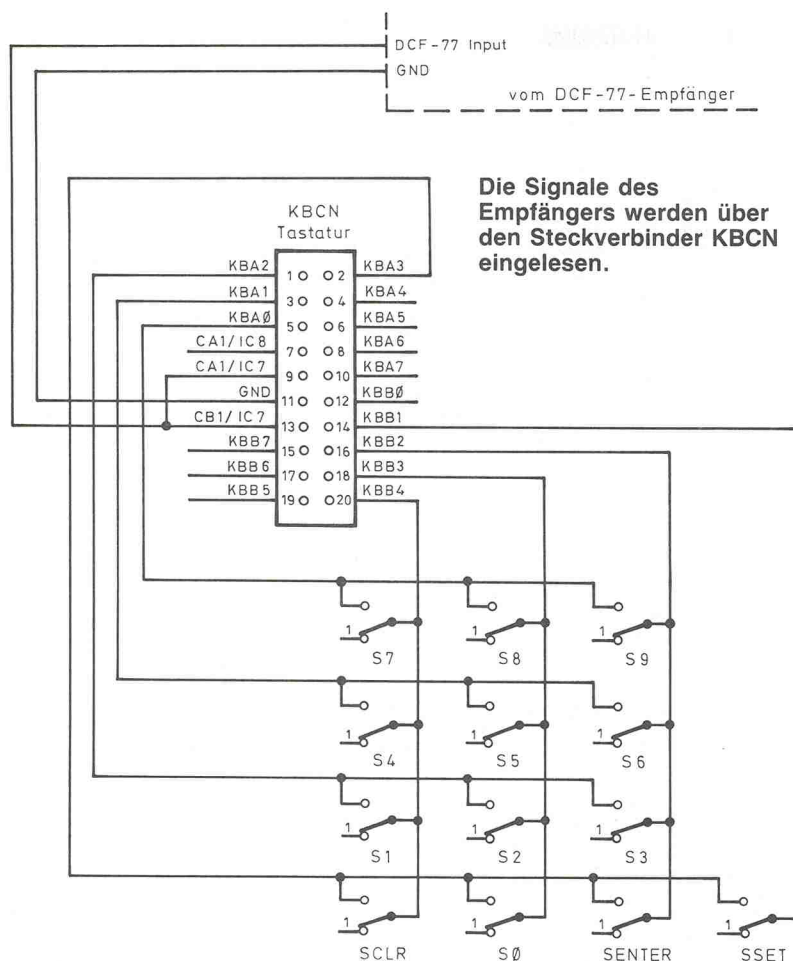 DCF-77 Input
GND
vom DCF-77-Empfänger
Die Signale des
Empfängers werden über
den Steckverbinder KBCN
eingelesen.
KBCN
Tastatur
KBA2 1 2 KBA3
KBA1 3 4 KBA4
KBAØ 5 6 KBA5
CA1/IC8 7 8 KBA6
CA1/IC7 9 10 KBA7
GND 11 12 KBBØ
CB1/IC7 13 14 KBB1
KBB7 15 16 KBB2
KBB6 17 18 KBB3
KBB5 19 20 KBB4
1 1 1
S7 S8 S9
1 1 1
S4 S5 S6
1 1 1
S1 S2 S3
1 1 1 1
SCLR SØ SENTER SSET